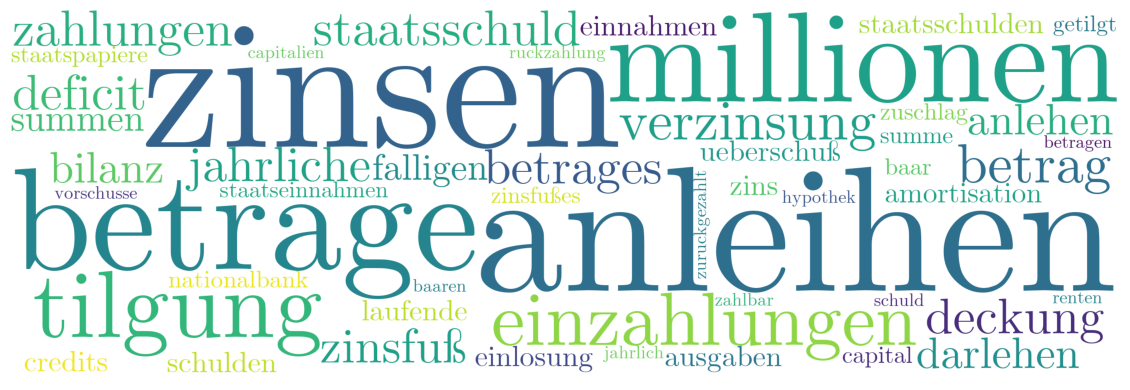 zahlungen
staatsschuld
einnahmen
staatsschulden
getilgt
staatspapiere
capitalien
ruckzahlung
zinsen
millionen
deficit
summen
verzinsung
zuschlag
anlehen
summe
betragen
ueberschuß
bilanz
jahrliche
falligen
betrages
baar
betrag
vorschusse
staatseinnahmen
zinsfußes
zins
hypothek
amortisation
betrage
anleihen
zuruckgezahlt
tilgung
nationalbank
baaren
laufende
einzahlungen
zahlbar
schuld
renten
deckung
credits
schulden
zinsfuß
einlosung
jahrlich
ausgaben
capital
darlehen